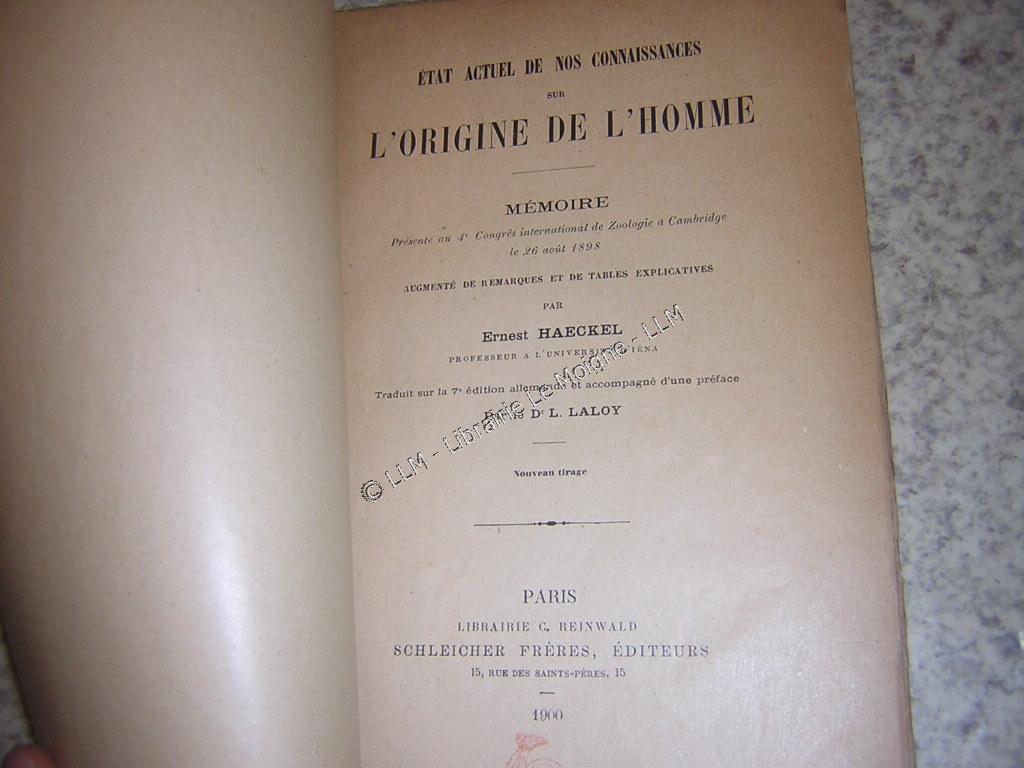 ÉTAT ACTUEL DE NOS CONNAISSANCES
SUR
L'ORIGINE DE L'HOMME
MÉMOIRE
Présenté au 4e Congrès international de Zoologie à Cambridge
le 26 août 1898
AUGMENTÉ DE REMARQUES ET DE TABLES EXPLICATIVES
PAR
Ernest HAECKEL
PROFESSEUR A L'UNIVERSITÉ D'IÉNA
Traduit sur la 7e édition allemande et accompagné d'une préface
Par le Dr L. LALOY
Nouveau tirage
PARIS
LIBRAIRIE C. REINWALD
SCHLEICHER FRÈRES, ÉDITEURS
15, RUE DES SAINTS-PÈRES, 15
1900
© LLM - Librairie Le Moigne - LLM